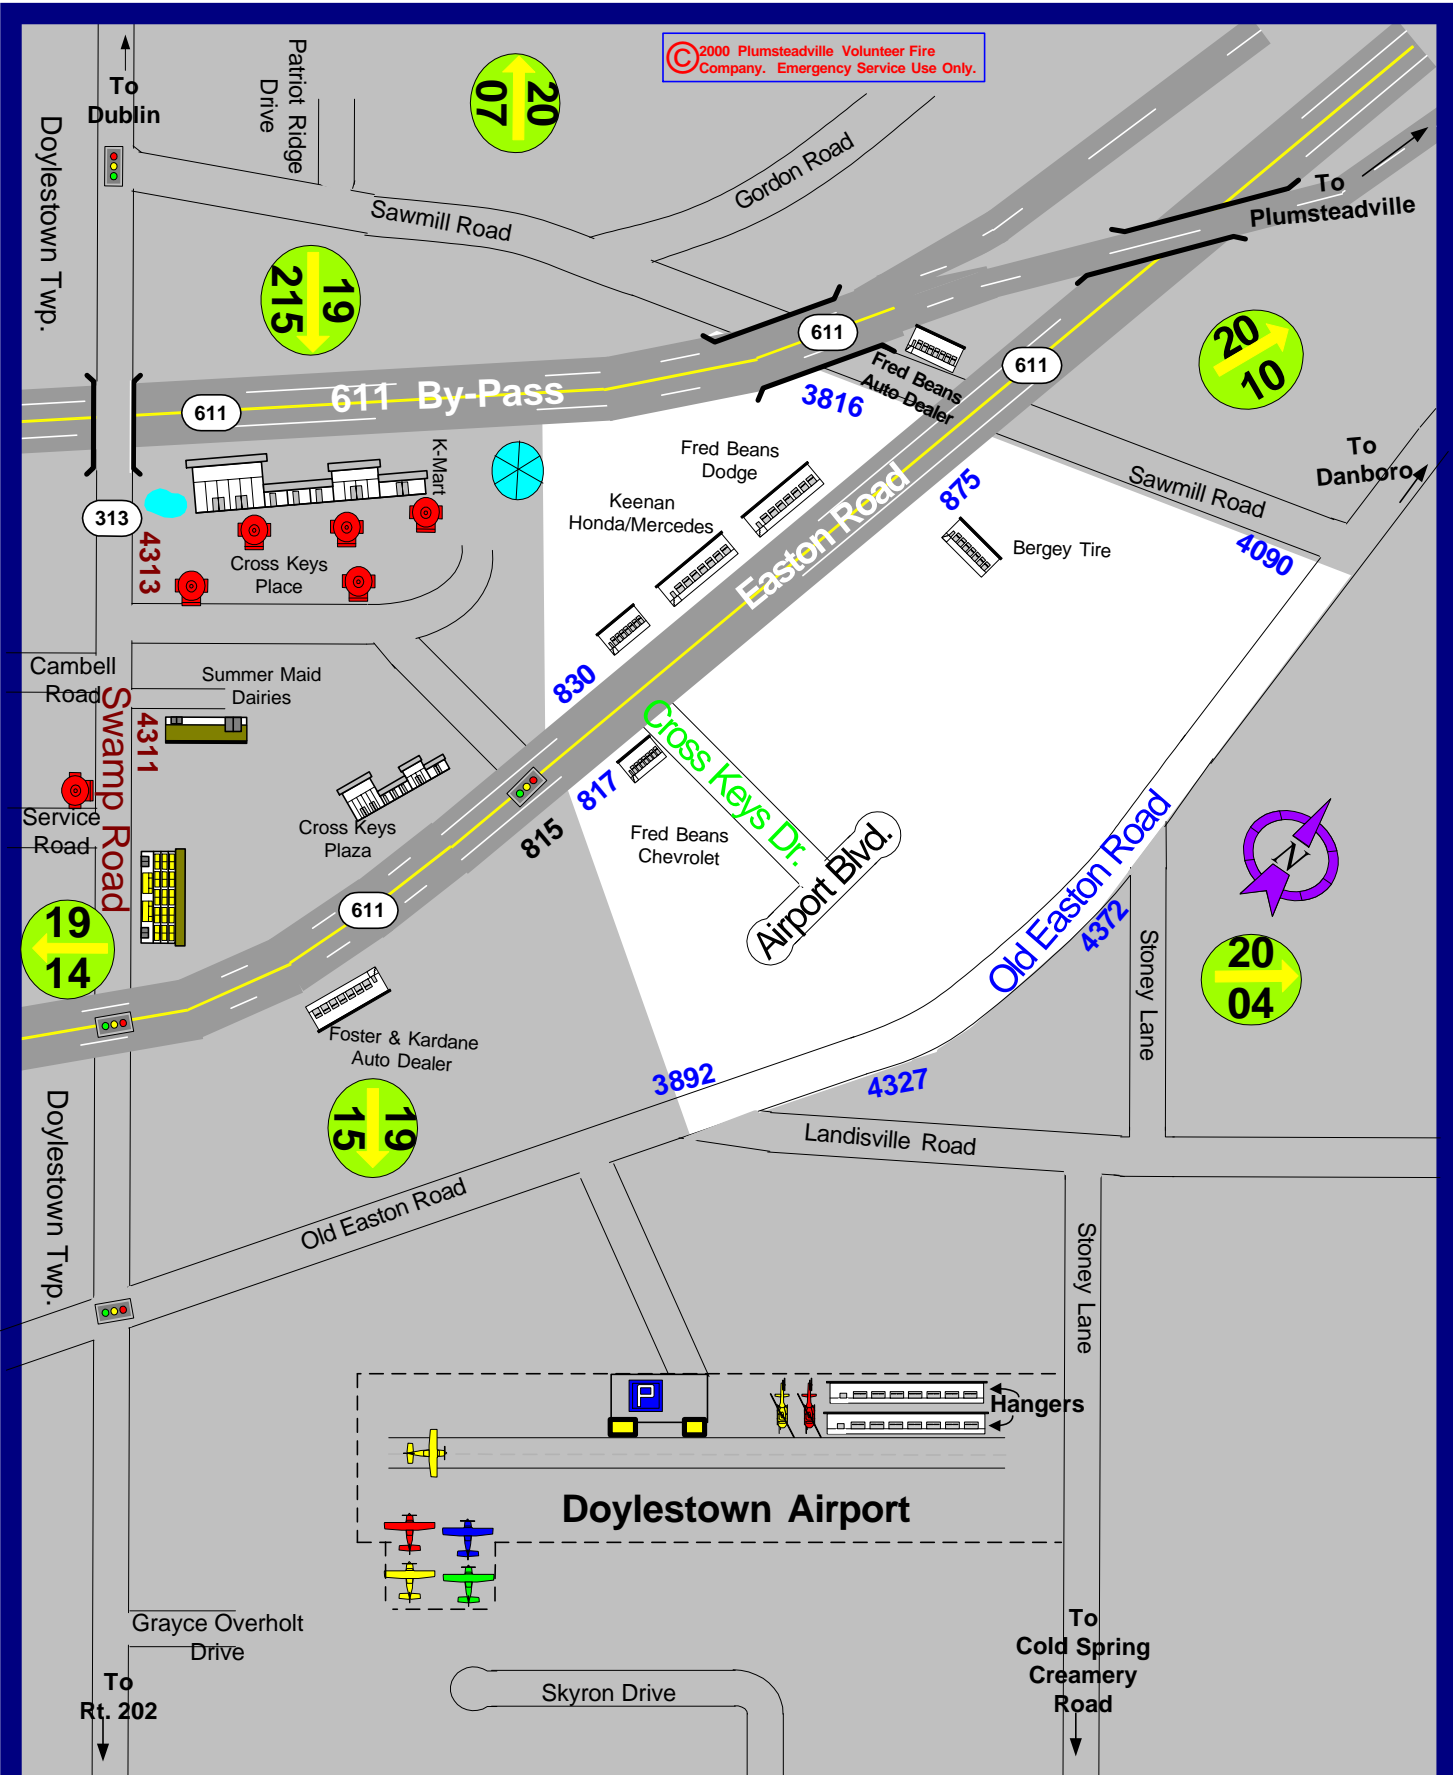 © 2000 Plumsteadville Volunteer Fire
Company. Emergency Service Use Only.
To
Dublin
Doylestown Twp.
Patriot Ridge
Drive
20
07
Gordon Road
Sawmill Road
To
Plumsteadville
19
215
611
611
611
611 By-Pass
Fred Beans
Auto Dealer
3816
20
10
K-Mart
Fred Beans
Dodge
Keenan
Honda/Mercedes
Easton Road
875
Bergey Tire
Sawmill Road
To
Danboro
4090
313
4313
Cross Keys
Place
Cambell
Road
Summer Maid
Dairies
830
4311
Swamp Road
Service
Road
Cross Keys
Plaza
815
817
Cross Keys Dr.
Fred Beans
Chevrolet
Airport Blvd.
Old Easton Road
4372
N
611
19
14
Stoney Lane
20
04
Foster & Kardane
Auto Dealer
3892
4327
Doylestown Twp.
19
15
Landisville Road
Old Easton Road
Stoney Lane
P
Hangers
Doylestown Airport
Grayce Overholt
Drive
To
Rt. 202
Skyron Drive
To
Cold Spring
Creamery
Road